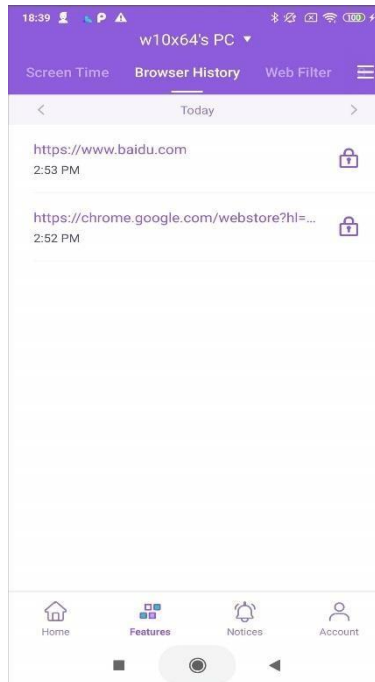 18:39
100
w10x64's PC
Screen Time Browser History Web Filter
Today
https://www.baidu.com
2:53 PM
https://chrome.google.com/webstore?hl=...
2:52 PM
Home Features Notices Account